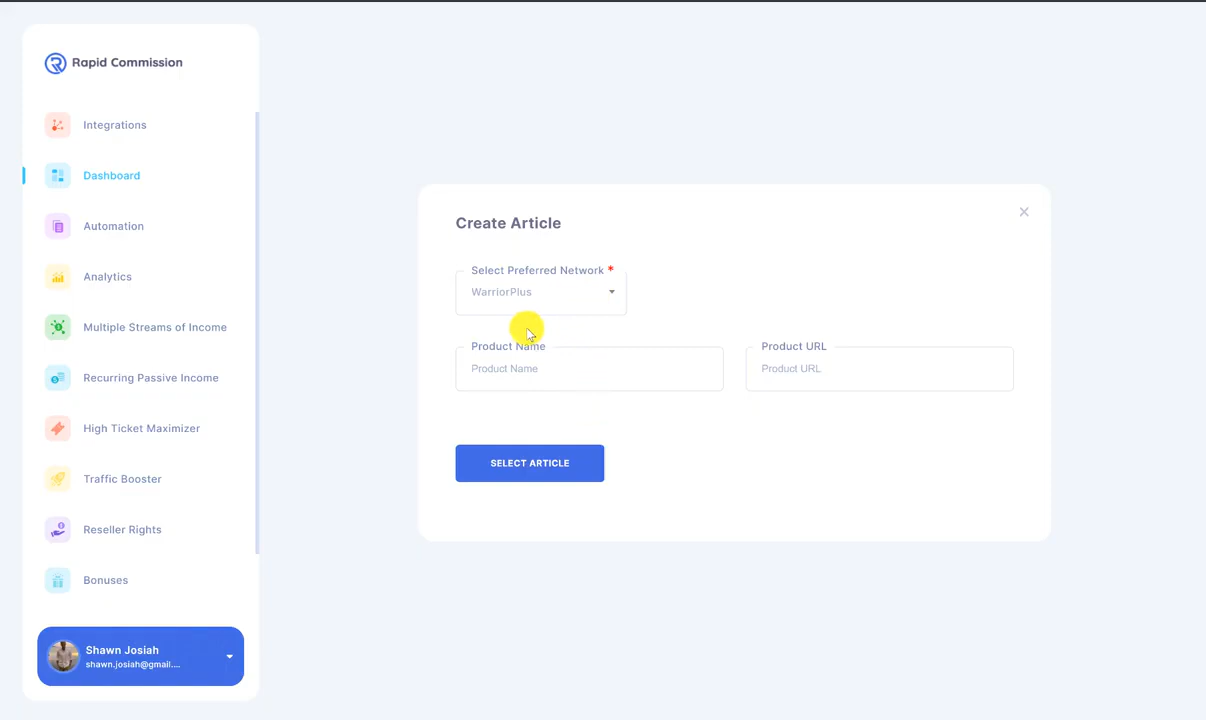 Rapid Commission
Integrations
Dashboard
Automation
Analytics
Multiple Streams of Income
Recurring Passive Income
High Ticket Maximizer
Traffic Booster
Reseller Rights
Bonuses
Shawn Josiah
shawn.josiah@gmail....
Create Article
Select Preferred Network *
WarriorPlus
Product Name
Product Name
Product URL
Product URL
SELECT ARTICLE